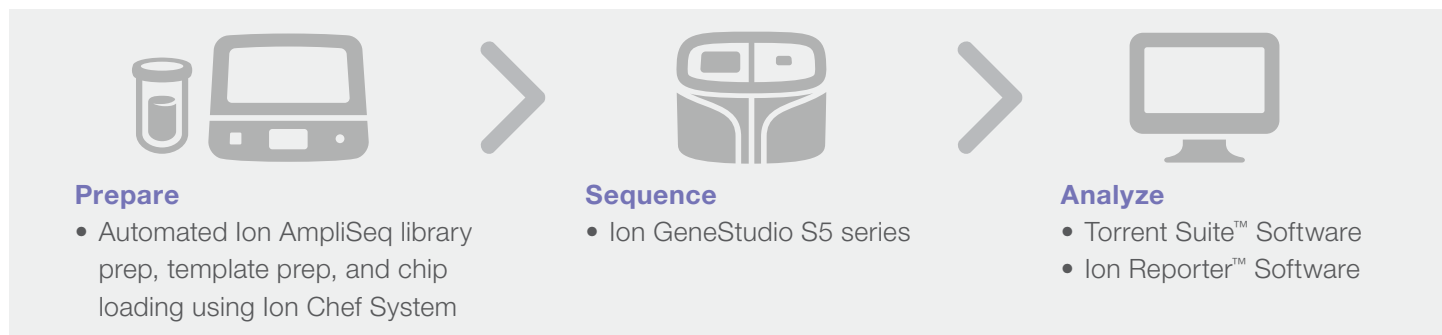 Prepare
• Automated Ion AmpliSeq library
prep, template prep, and chip
loading using Ion Chef System
Sequence
• Ion GeneStudio S5 series
Analyze
• Torrent Suite™ Software
• Ion Reporter™ Software